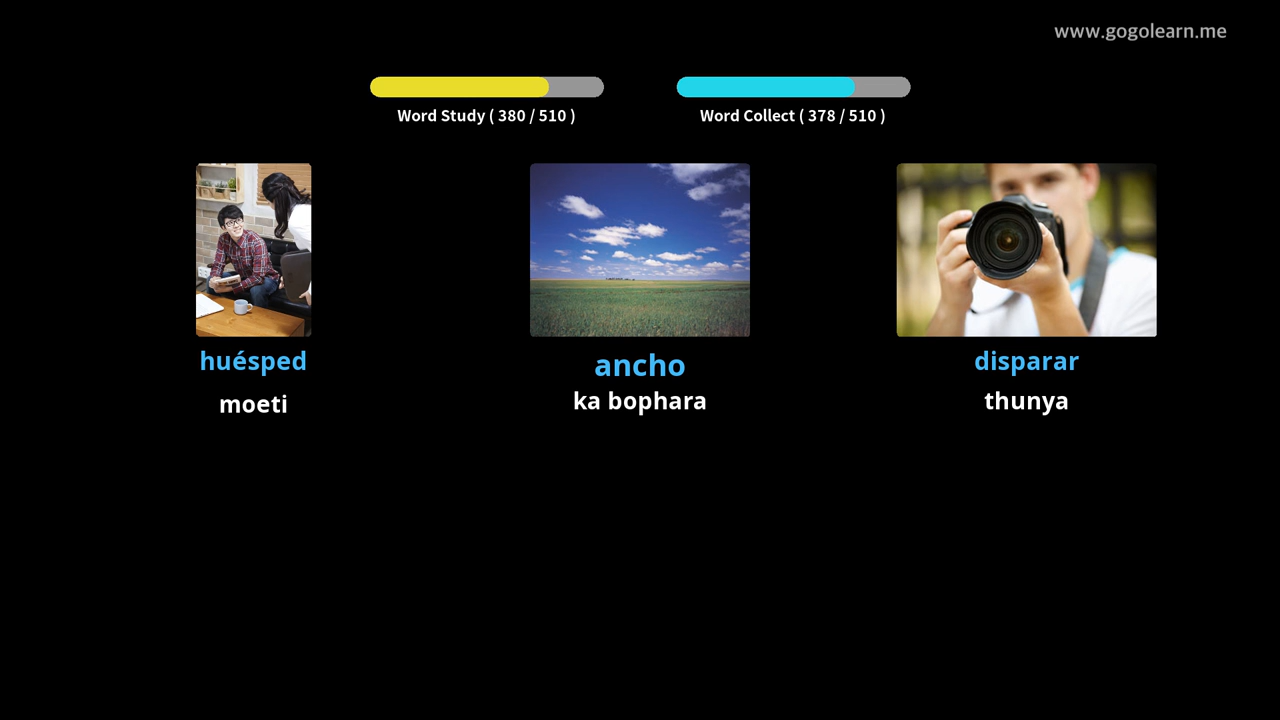 www.gogolearn.me
Word Study ( 380 / 510 )
Word Collect ( 378 / 510 )
huésped
moeti
ancho
ka bophara
disparar
thunya